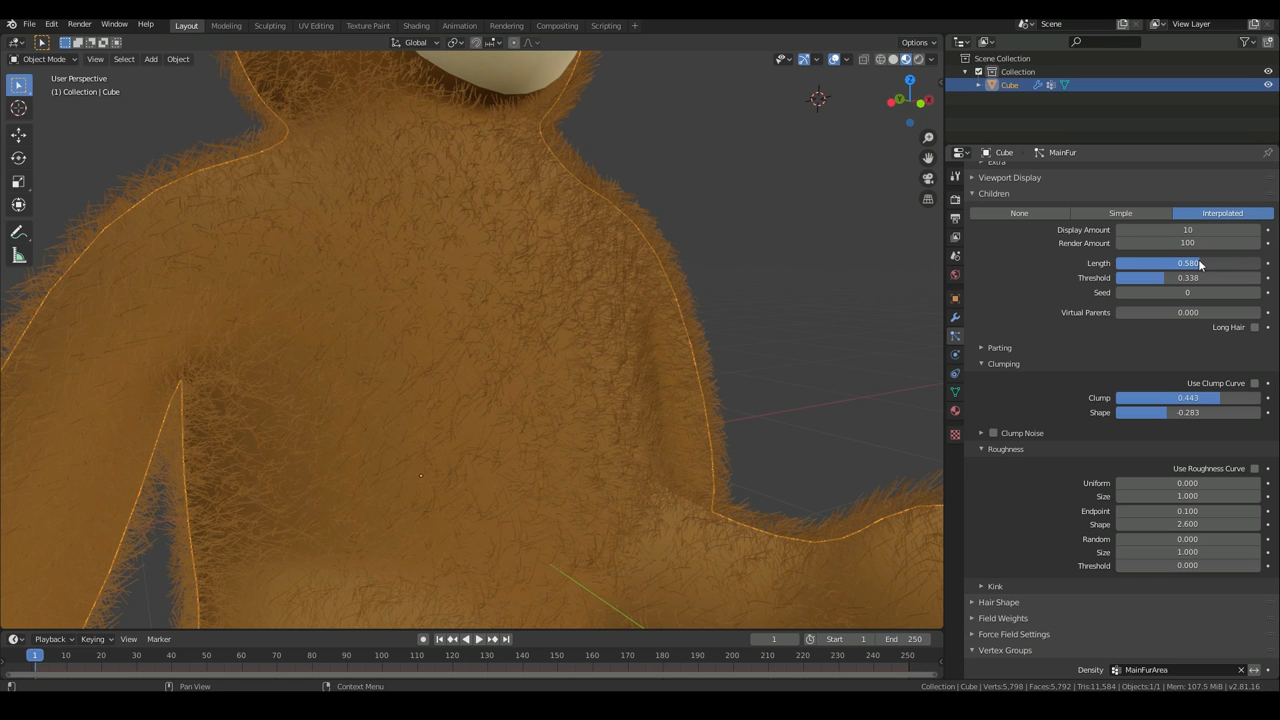 File Edit Render Window Help Layout Modeling Sculpting UV Editing Texture Paint Shading Animation Rendering Compositing Scripting + Scene View Layer
Global Options
Object Mode View Select Add Object
User Perspective
(1) Collection | Cube
Z
Y
X
Scene Collection
Collection
Cube
Cube MainFur
Viewport Display
Children
None Simple Interpolated
Display Amount 10
Render Amount 100
Length 0.580
Threshold 0.338
Seed 0
Virtual Parents 0.000
Long Hair
Parting
Clumping
Use Clump Curve
Clump 0.443
Shape -0.283
Clump Noise
Roughness
Use Roughness Curve
Uniform 0.000
Size 1.000
Endpoint 0.100
Shape 2.600
Random 0.000
Size 1.000
Threshold 0.000
Kink
Hair Shape
Field Weights
Force Field Settings
Vertex Groups
Density MainFurArea
Playback Keying View Marker 1 Start 1 End 250
1 10 20 30 40 50 60 70 80 90 100 110 120 130 140 150 160 170 180 190 200 210 220 230 240 250
Pan View Context Menu Collection | Cube | Verts:5,798 | Faces:5,792 | Tris:11,584 | Objects:1/1 | Mem: 107.5 MiB | v2.81.16